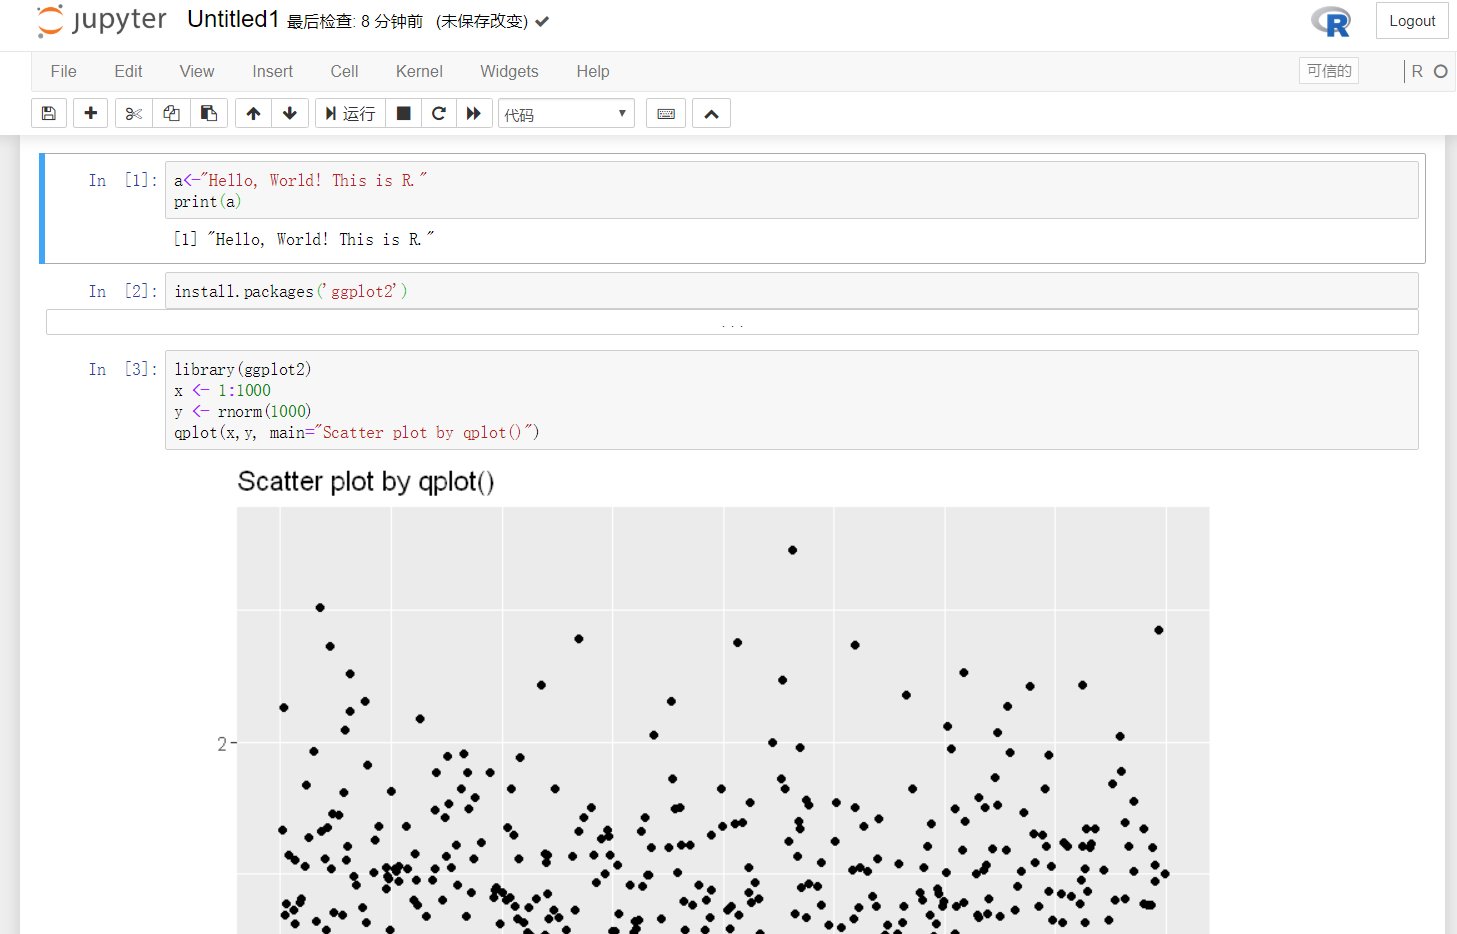 jupyter Untitled1 最后检查: 8 分钟前 (未保存改变) R Logout
File Edit View Insert Cell Kernel Widgets Help 可信的 R
运行 代码
In [1]: a<-"Hello, World! This is R."
print(a)
[1] "Hello, World! This is R."
In [2]: install.packages('ggplot2')
...
In [3]: library(ggplot2)
x <- 1:1000
y <- rnorm(1000)
qplot(x,y, main="Scatter plot by qplot()")
Scatter plot by qplot()
2